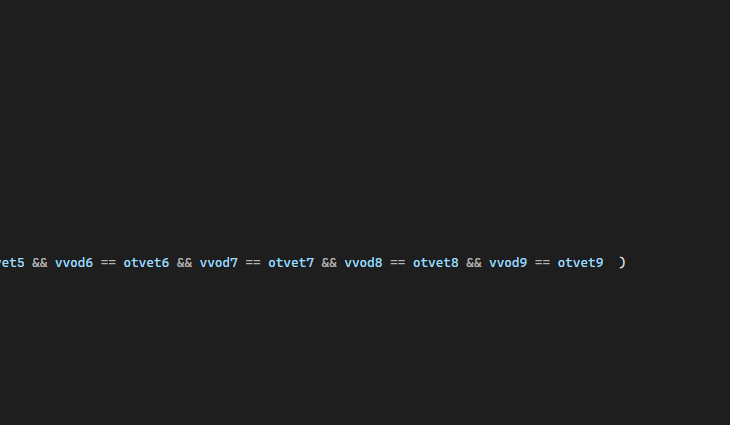 et5 && vvod6 == otvet6 && vvod7 == otvet7 && vvod8 == otvet8 && vvod9 == otvet9  )